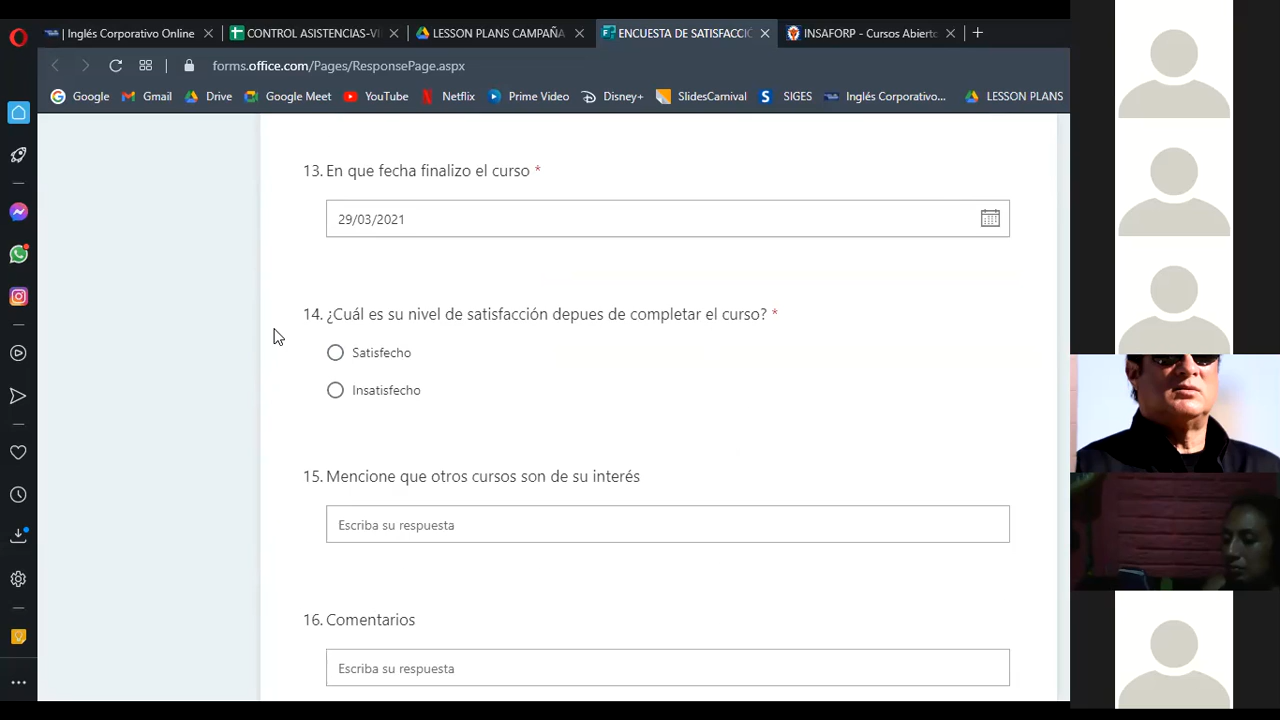 Inglés Corporativo Online
CONTROL ASISTENCIAS-VI
LESSON PLANS CAMPAÑA
ENCUESTA DE SATISFACCIÓ
INSAFORP - Cursos Abierto
forms.office.com/Pages/ResponsePage.aspx
Google
Gmail
Drive
Google Meet
YouTube
Netflix
Prime Video
Disney+
SlidesCarnival
SIGES
Inglés Corporativo...
LESSON PLANS
13. En que fecha finalizo el curso *
29/03/2021
14. ¿Cuál es su nivel de satisfacción depues de completar el curso? *
Satisfecho
Insatisfecho
15. Mencione que otros cursos son de su interés
Escriba su respuesta
16. Comentarios
Escriba su respuesta